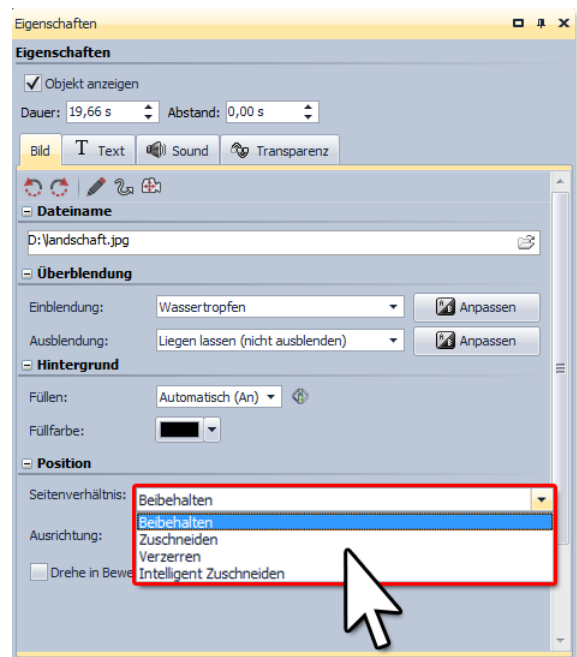 Eigenschaften
Eigenschaften
Objekt anzeigen
Dauer: 19,66 s Abstand: 0,00 s
Bild T Text Sound Transparenz
Dateiname
D:\landschaft.jpg
Überblendung
Einblendung: Wassertropfen Anpassen
Ausblendung: Liegen lassen (nicht ausblenden) Anpassen
Hintergrund
Füllen: Automatisch (An)
Füllfarbe:
Position
Seitenverhältnis: Beibehalten
Beibehalten
Ausrichtung: Zuschneiden
Verzerren
Drehe in Bewe Intelligent Zuschneiden